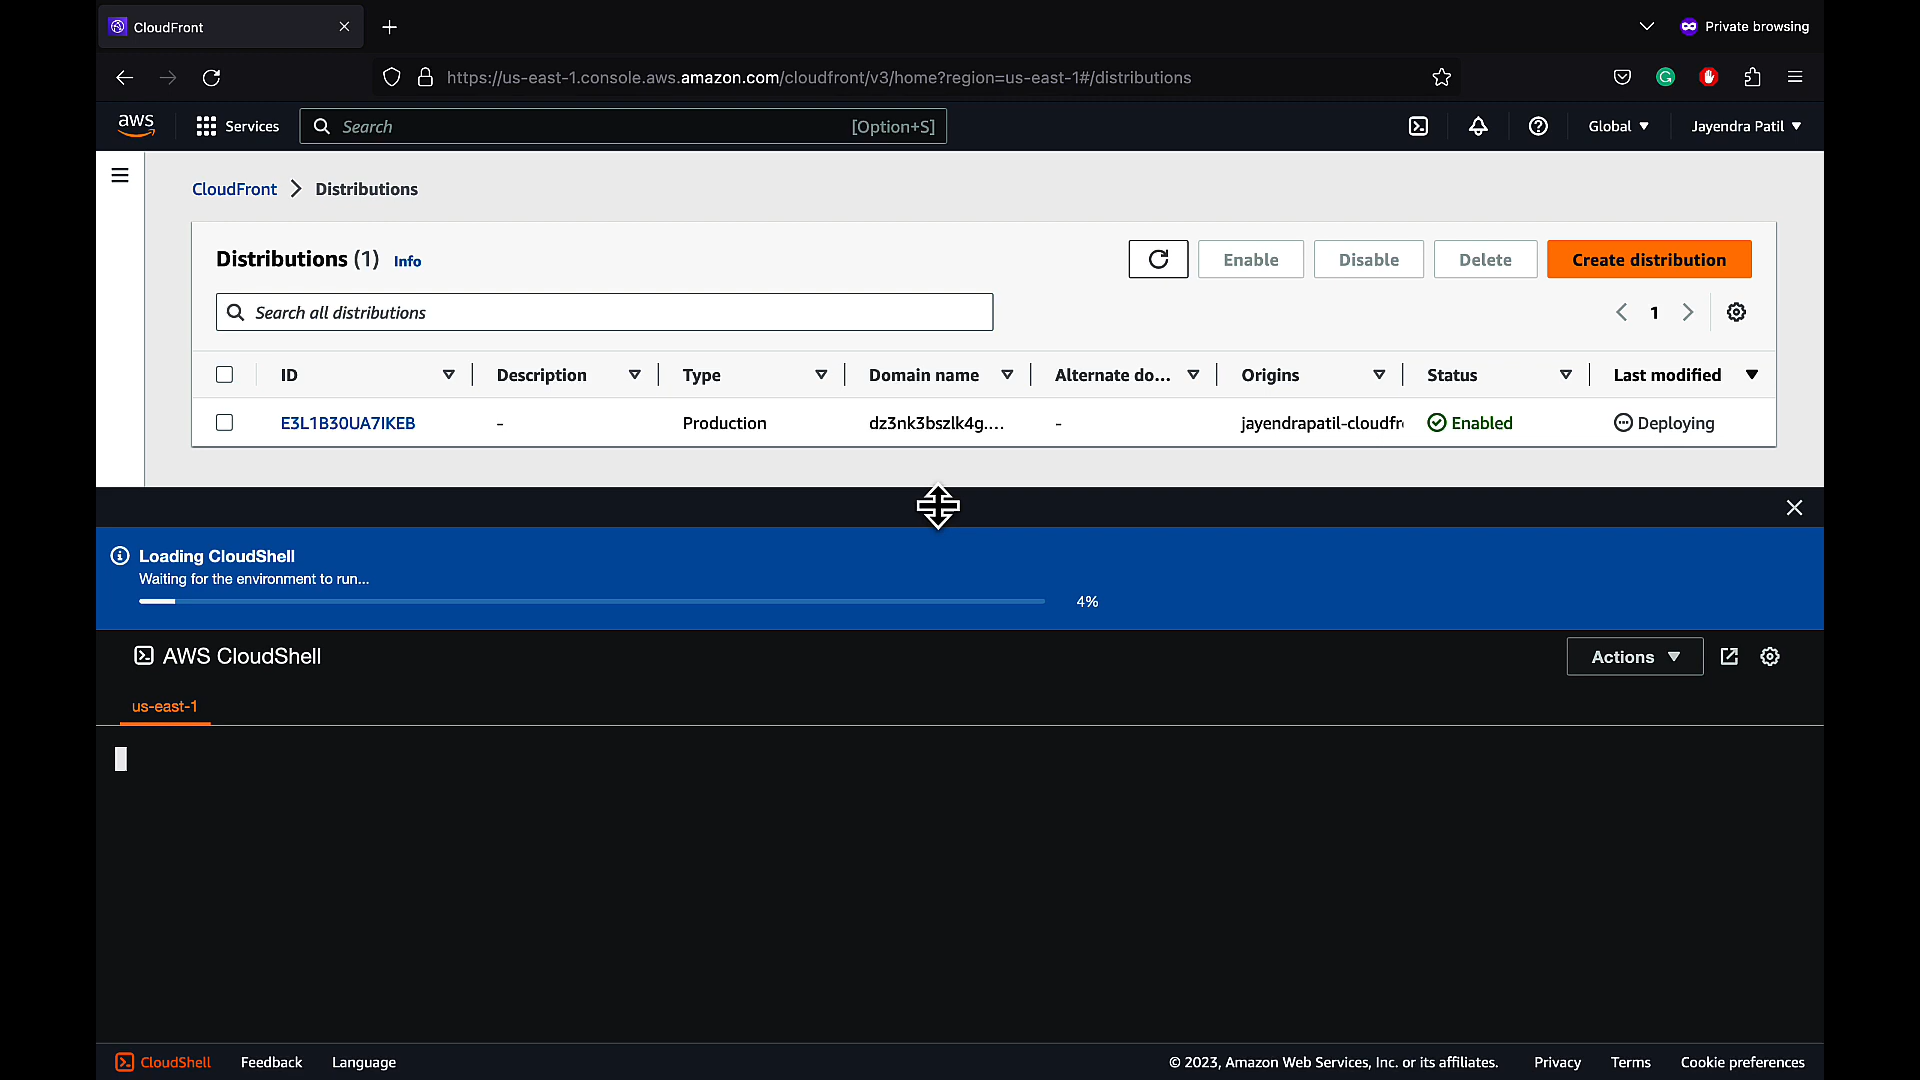 CloudFront
Private browsing
https://us-east-1.console.aws.amazon.com/cloudfront/v3/home?region=us-east-1#/distributions
aws
Services
Search
[Option+S]
Global
Jayendra Patil
CloudFront
Distributions
Distributions (1)
Info
Enable
Disable
Delete
Create distribution
Search all distributions
1
ID
Description
Type
Domain name
Alternate do...
Origins
Status
Last modified
E3L1B30UA7IKEB
-
Production
dz3nk3bszlk4g....
-
jayendrapatil-cloudfr
Enabled
Deploying
Loading CloudShell
Waiting for the environment to run...
4%
AWS CloudShell
Actions
us-east-1
CloudShell
Feedback
Language
© 2023, Amazon Web Services, Inc. or its affiliates.
Privacy
Terms
Cookie preferences